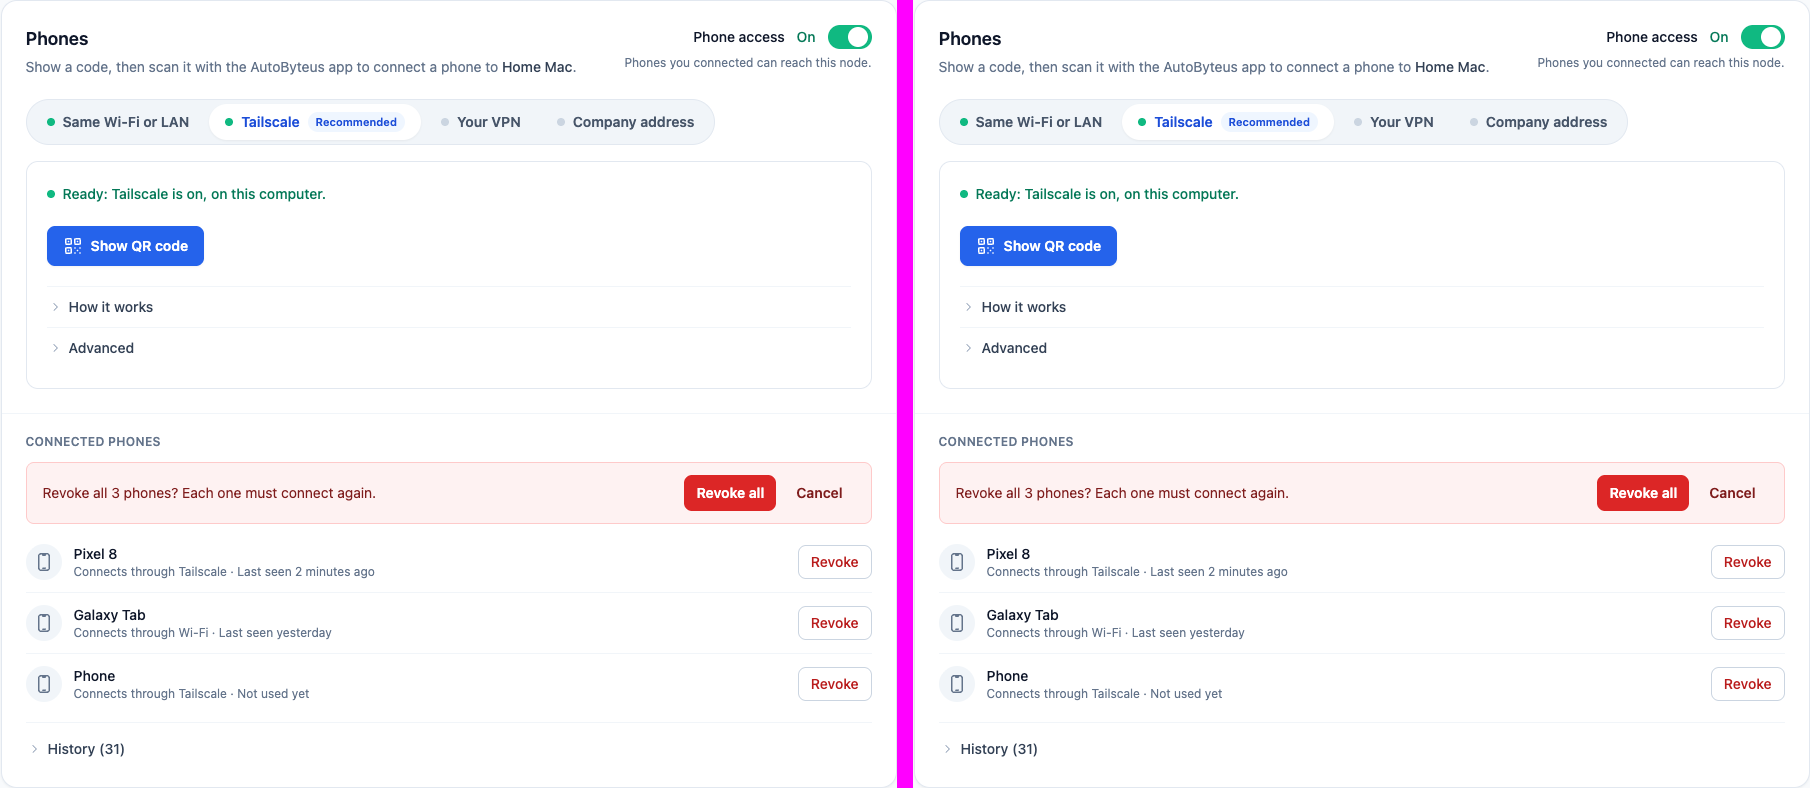 Phones
Phone access On
Show a code, then scan it with the AutoByteus app to connect a phone to Home Mac.
Phones you connected can reach this node.
Same Wi-Fi or LAN
Tailscale Recommended
Your VPN
Company address
Ready: Tailscale is on, on this computer.
Show QR code
How it works
Advanced
CONNECTED PHONES
Revoke all 3 phones? Each one must connect again.
Revoke all
Cancel
Pixel 8
Connects through Tailscale · Last seen 2 minutes ago
Revoke
Galaxy Tab
Connects through Wi-Fi · Last seen yesterday
Revoke
Phone
Connects through Tailscale · Not used yet
Revoke
History (31)
Phones
Phone access On
Show a code, then scan it with the AutoByteus app to connect a phone to Home Mac.
Phones you connected can reach this node.
Same Wi-Fi or LAN
Tailscale Recommended
Your VPN
Company address
Ready: Tailscale is on, on this computer.
Show QR code
How it works
Advanced
CONNECTED PHONES
Revoke all 3 phones? Each one must connect again.
Revoke all
Cancel
Pixel 8
Connects through Tailscale · Last seen 2 minutes ago
Revoke
Galaxy Tab
Connects through Wi-Fi · Last seen yesterday
Revoke
Phone
Connects through Tailscale · Not used yet
Revoke
History (31)